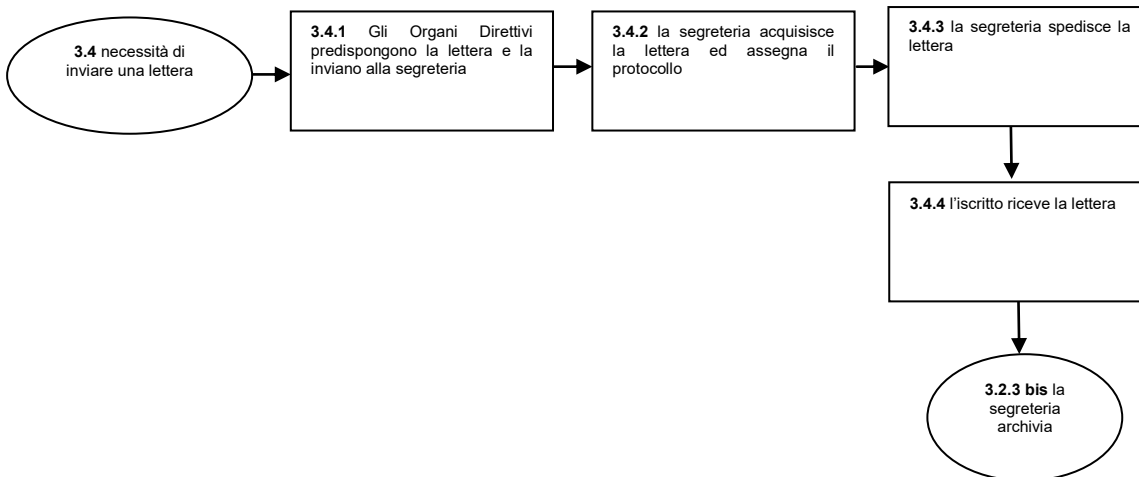 3.4 necessità di
inviare una lettera
3.4.1 Gli Organi Direttivi
predispongono la lettera e la
inviano alla segreteria
3.4.2 la segreteria acquisisce
la lettera ed assegna il
protocollo
3.4.3 la segreteria spedisce la
lettera
3.4.4 l'iscritto riceve la lettera
3.2.3 bis la
segreteria
archivia